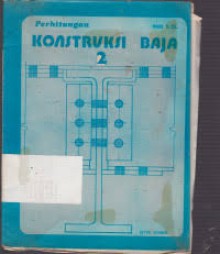 Perhitungan
KONSTRUKSI BAJA
2